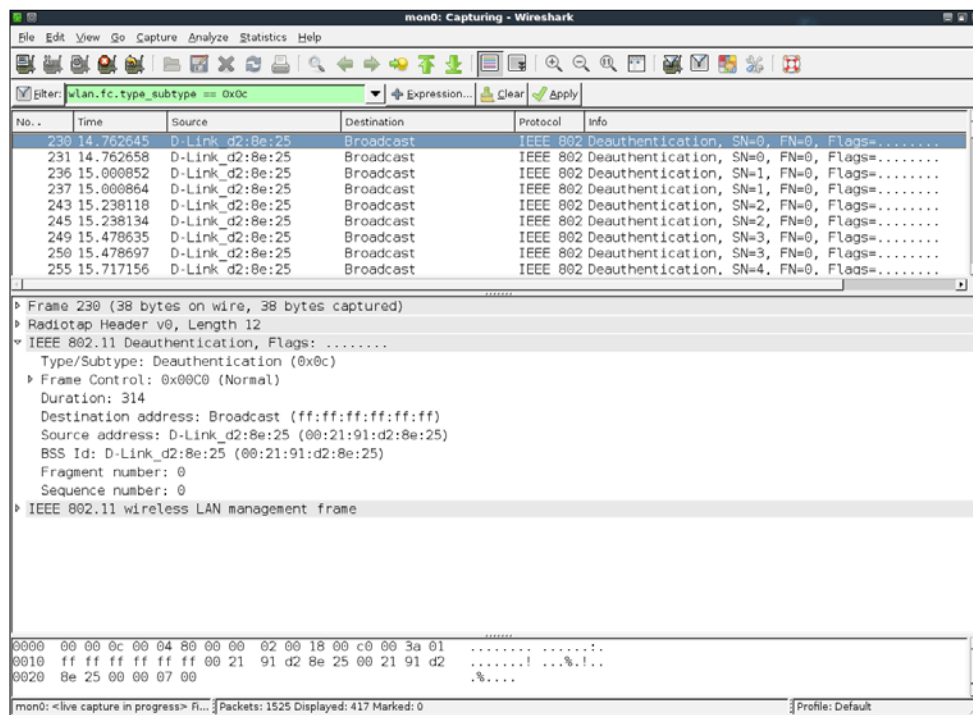 mon0: Capturing - Wireshark
File Edit View Go Capture Analyze Statistics Help
Filter: wlan.fc.type_subtype == 0x0c Expression... Clear Apply
No. . Time Source Destination Protocol Info
230 14.762645 D-Link_d2:8e:25 Broadcast IEEE 802 Deauthentication, SN=0, FN=0, Flags=........
231 14.762658 D-Link_d2:8e:25 Broadcast IEEE 802 Deauthentication, SN=0, FN=0, Flags=........
236 15.000852 D-Link_d2:8e:25 Broadcast IEEE 802 Deauthentication, SN=1, FN=0, Flags=........
237 15.000864 D-Link_d2:8e:25 Broadcast IEEE 802 Deauthentication, SN=1, FN=0, Flags=........
243 15.238118 D-Link_d2:8e:25 Broadcast IEEE 802 Deauthentication, SN=2, FN=0, Flags=........
245 15.238134 D-Link_d2:8e:25 Broadcast IEEE 802 Deauthentication, SN=2, FN=0, Flags=........
249 15.478635 D-Link_d2:8e:25 Broadcast IEEE 802 Deauthentication, SN=3, FN=0, Flags=........
250 15.478697 D-Link_d2:8e:25 Broadcast IEEE 802 Deauthentication, SN=3, FN=0, Flags=........
255 15.717156 D-Link_d2:8e:25 Broadcast IEEE 802 Deauthentication, SN=4, FN=0, Flags=........
Frame 230 (38 bytes on wire, 38 bytes captured)
Radiotap Header v0, Length 12
IEEE 802.11 Deauthentication, Flags: ........
Type/Subtype: Deauthentication (0x0c)
Frame Control: 0x00C0 (Normal)
Duration: 314
Destination address: Broadcast (ff:ff:ff:ff:ff:ff)
Source address: D-Link_d2:8e:25 (00:21:91:d2:8e:25)
BSS Id: D-Link_d2:8e:25 (00:21:91:d2:8e:25)
Fragment number: 0
Sequence number: 0
IEEE 802.11 wireless LAN management frame
0000 00 00 0c 00 04 80 00 00 02 00 18 00 c0 00 3a 01 ........ ......:.
0010 ff ff ff ff ff ff 00 21 91 d2 8e 25 00 21 91 d2 .......! ...%.!..
0020 8e 25 00 00 07 00 .%....
mon0: <live capture in progress> Fi... Packets: 1525 Displayed: 417 Marked: 0 Profile: Default